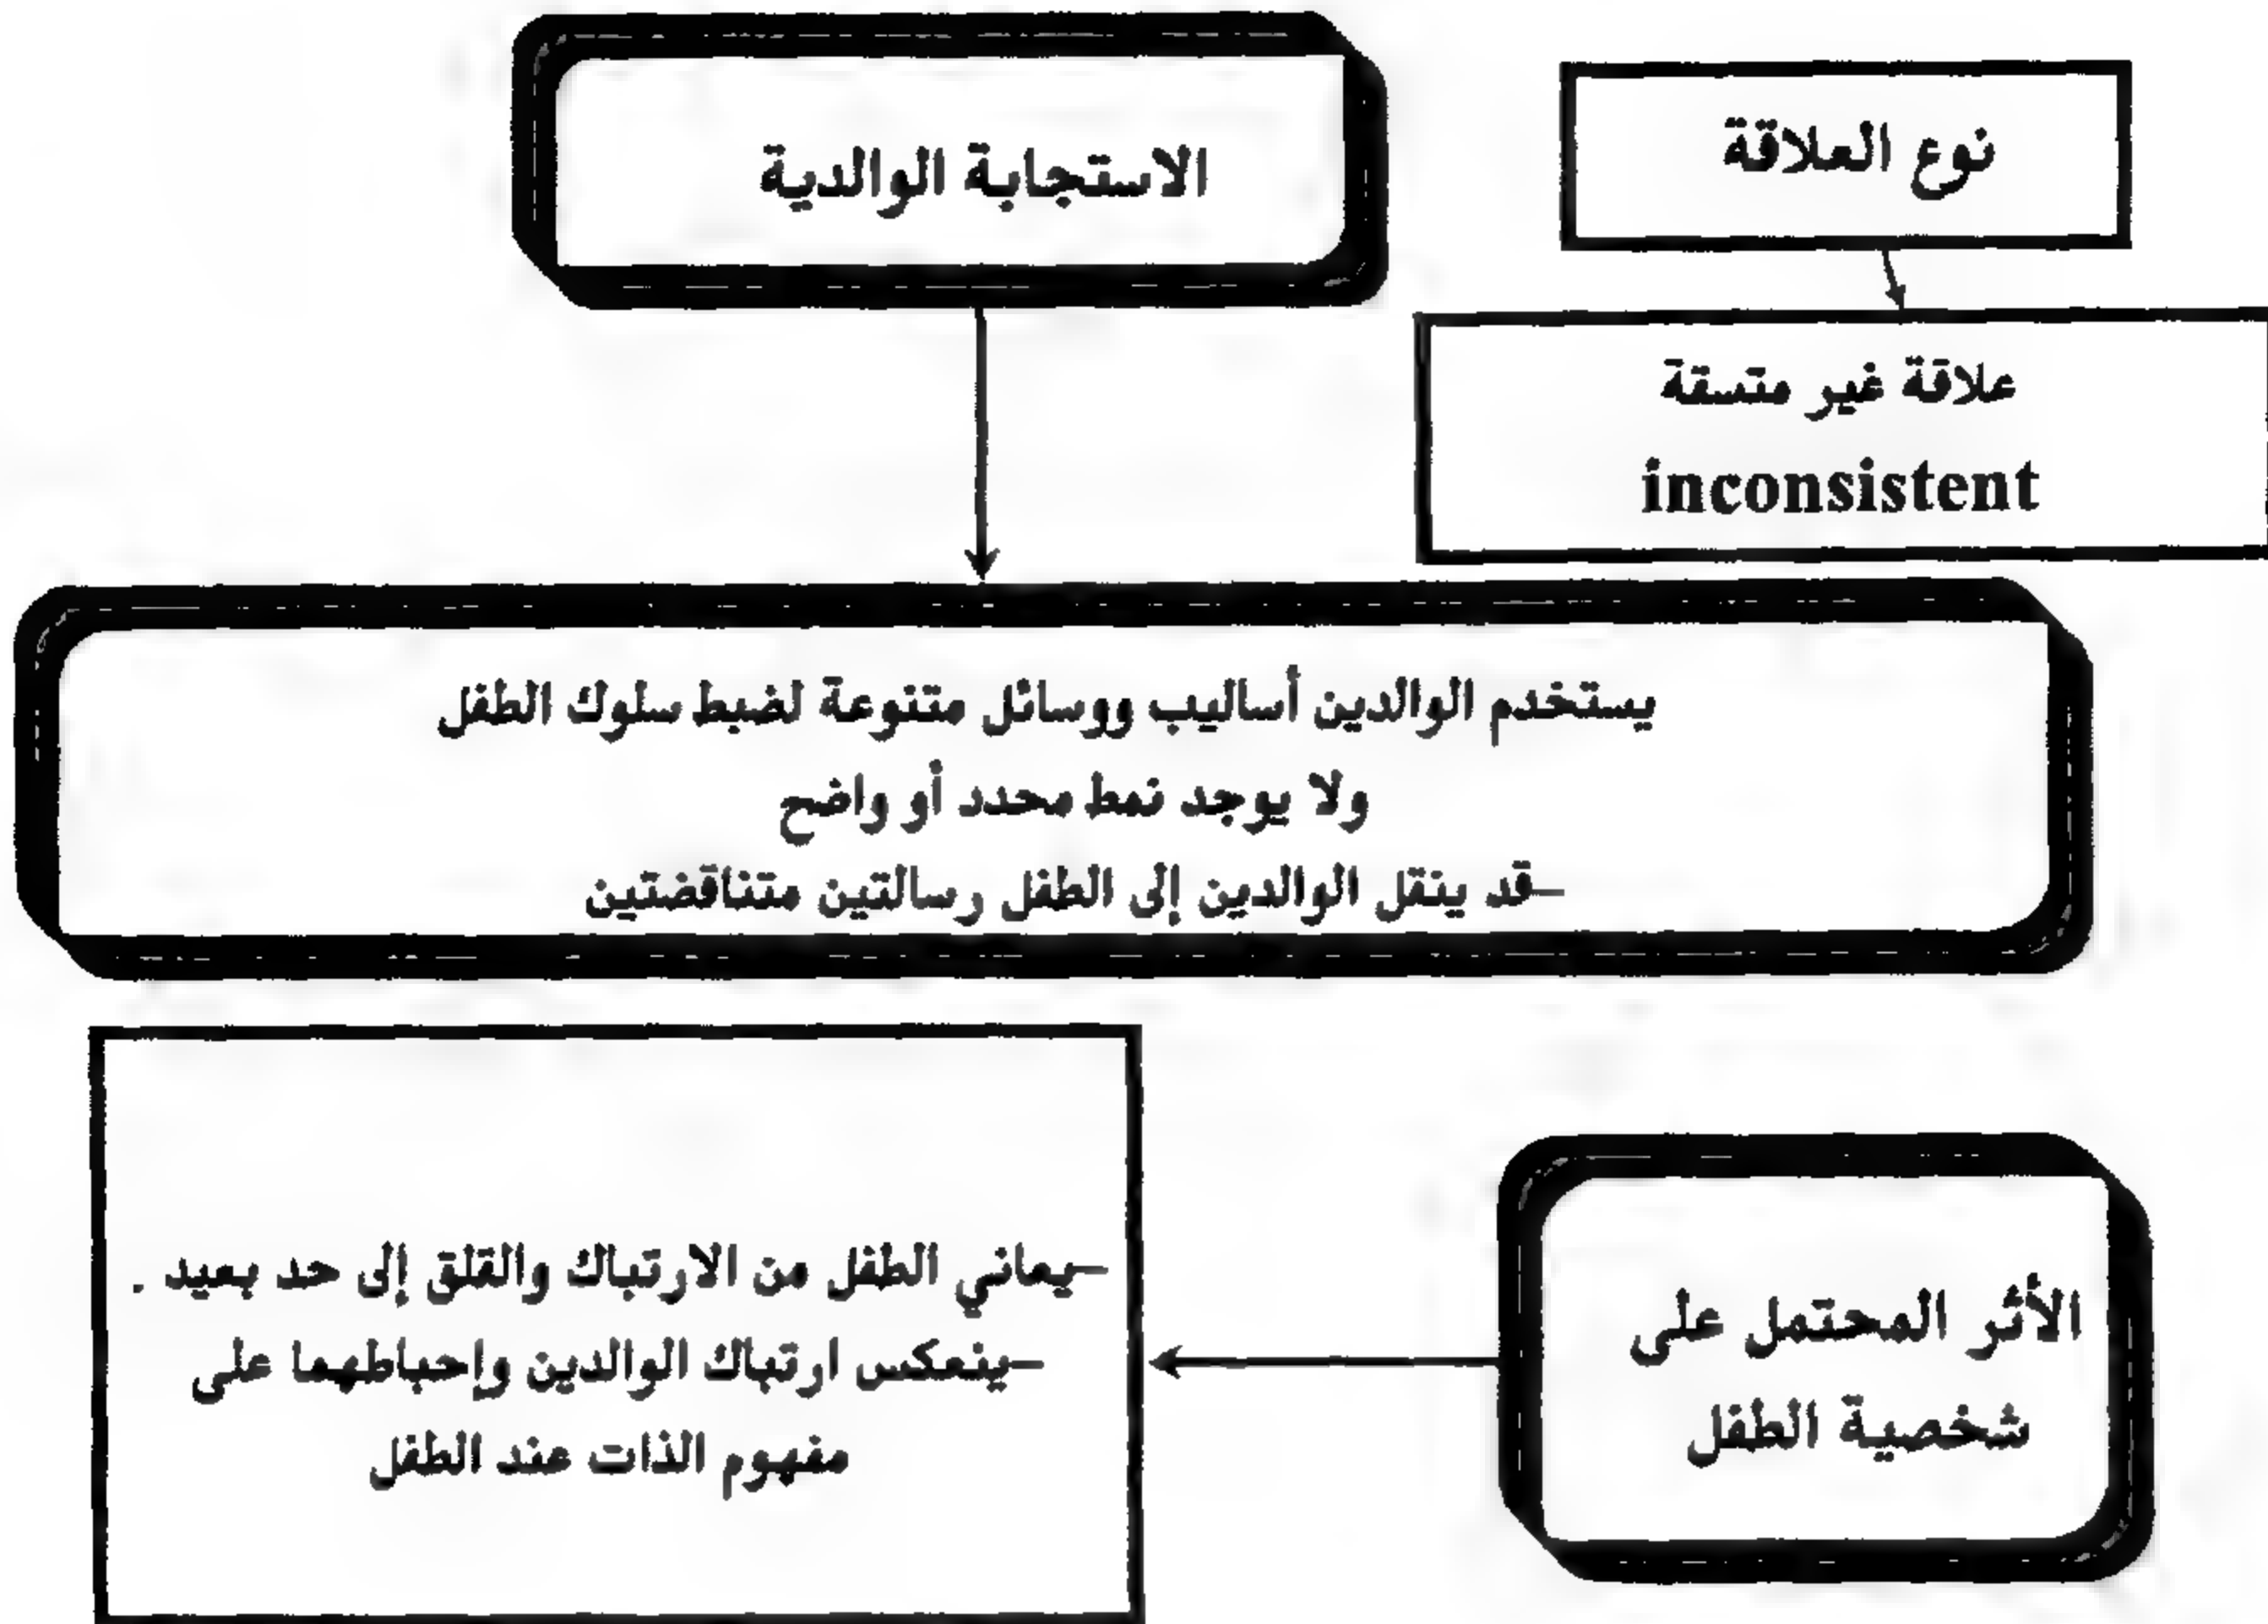 نوع العلاقة
علاقة غير متسقة
inconsistent
الاستجابة الوالدية
يستخدم الوالدين أساليب ووسائل متنوعة لضبط سلوك الطفل
ولا يوجد نمط محدد أو واضح
–قد ينقل الوالدين إلى الطفل رسالتين متناقضتين
الأثر المحتمل على
شخصية الطفل
–يعاني الطفل من الارتباك والقلق إلى حد بعيد .
–ينعكس ارتباك الوالدين وإحباطهما على
مفهوم الذات عند الطفل